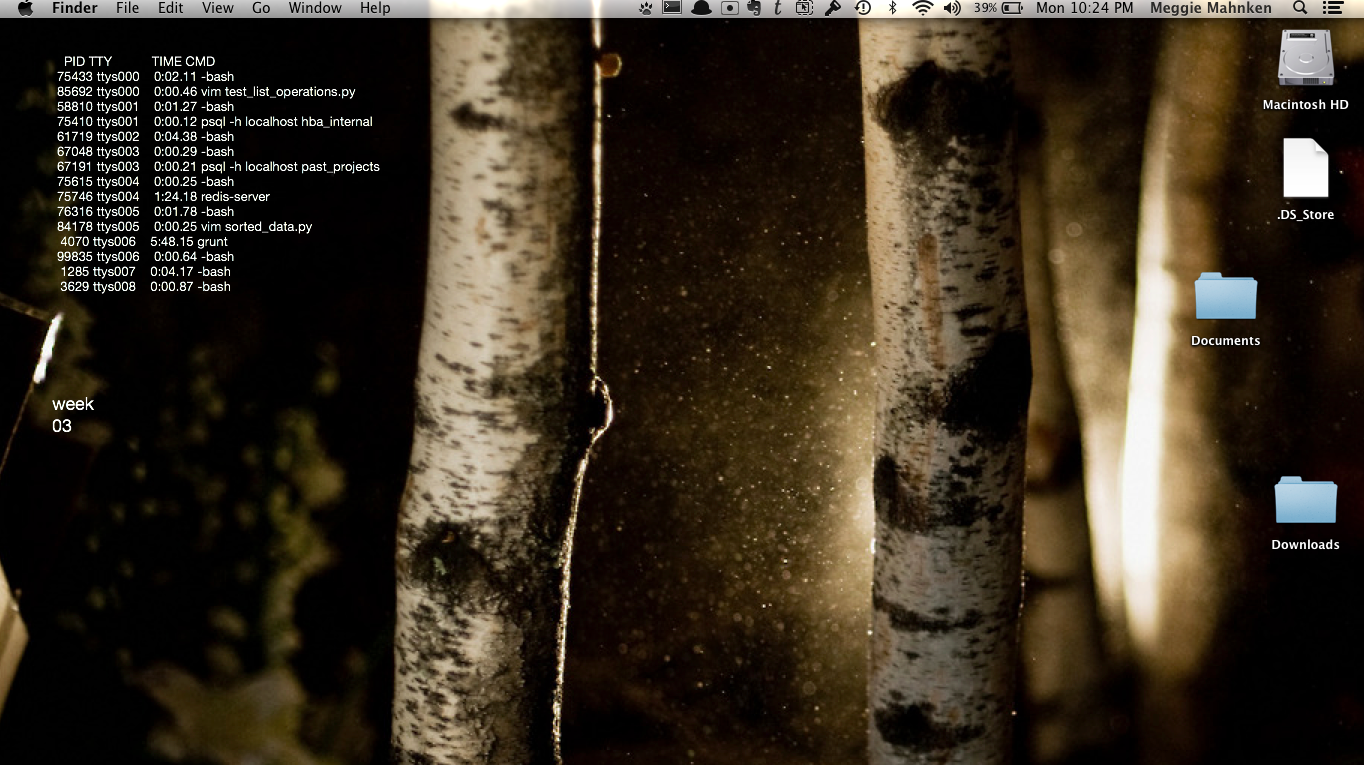 Finder File Edit View Go Window Help 39% Mon 10:24 PM Meggie Mahnken
PID TTY TIME CMD
75433 ttys000 0:02.11 -bash
85692 ttys000 0:00.46 vim test_list_operations.py
58810 ttys001 0:01.27 -bash
75410 ttys001 0:00.12 psql -h localhost hba_internal
61719 ttys002 0:04.38 -bash
67048 ttys003 0:00.29 -bash
67191 ttys003 0:00.21 psql -h localhost past_projects
75615 ttys004 0:00.25 -bash
75746 ttys004 1:24.18 redis-server
76316 ttys005 0:01.78 -bash
84178 ttys005 0:00.25 vim sorted_data.py
4070 ttys006 5:48.15 grunt
99835 ttys006 0:00.64 -bash
1285 ttys007 0:04.17 -bash
3629 ttys008 0:00.87 -bash
week
03
Macintosh HD
.DS_Store
Documents
Downloads